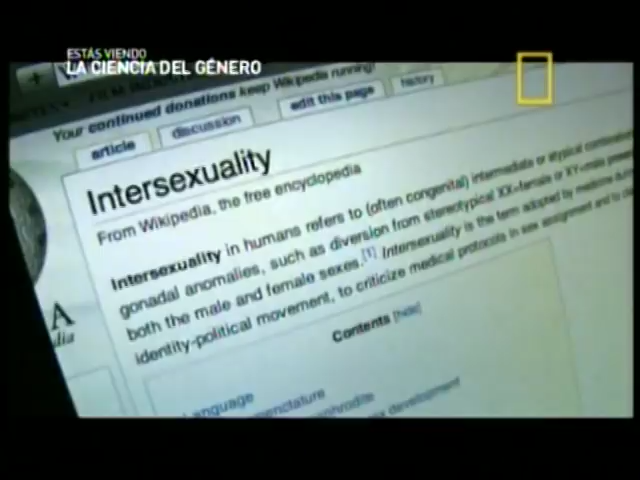 ESTÁS VIENDO
LA CIENCIA DEL GÉNERO
Your continued donations keep Wikipedia running!
article
discussion
edit this page
history
Intersexuality
From Wikipedia, the free encyclopedia
Intersexuality in humans refers to (often congenital) intermediate or atypical
gonadal anomalies, such as diversion from stereotypical XX=female or XY=male
both the male and female sexes.[1] Intersexuality is the term adopted by medicine
identity-political movement, to criticize medical protocols in sex assignment and to
Contents [hide]
Language